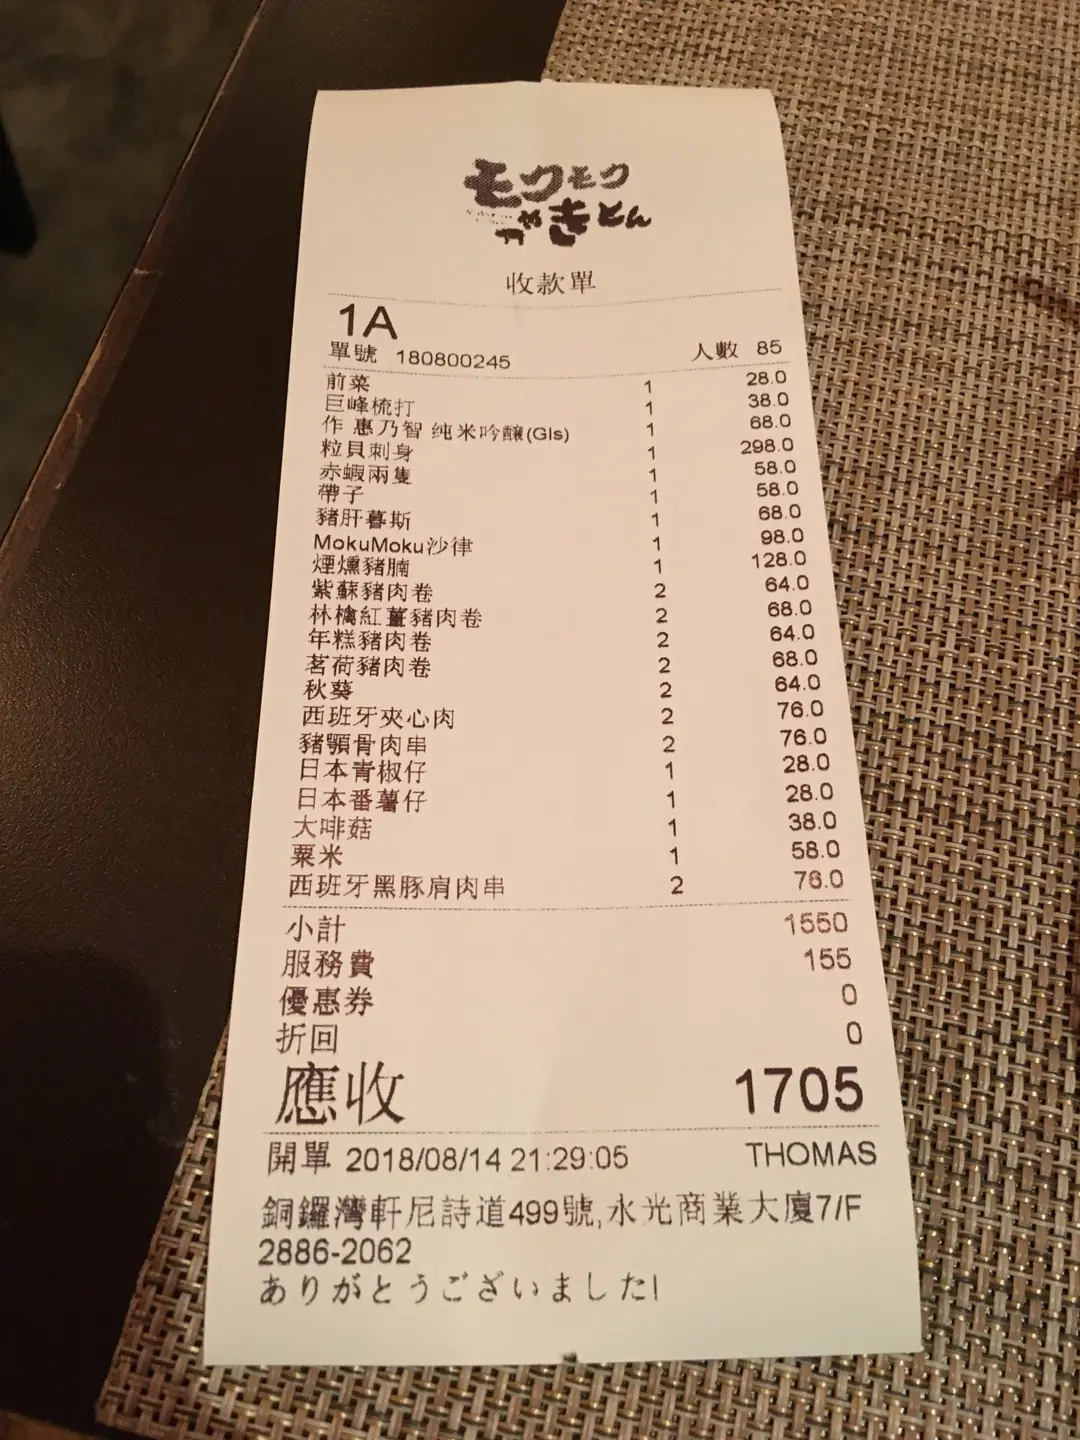 モクモク
収款單
1A
單號 180800245 人數 85
前菜 1 28.0
巨峰梳打 1 38.0
作 惠乃智 纯米吟醸(Gls) 1 68.0
粒貝刺身 1 298.0
赤蝦兩隻 1 58.0
帶子 1 58.0
豬肝暮斯 1 68.0
MokuMoku沙律 1 98.0
煙燻豬腩 1 128.0
紫蘇豬肉卷 2 64.0
林檎紅薑豬肉卷 2 68.0
年糕豬肉卷 2 64.0
茗荷豬肉卷 2 68.0
秋葵 2 64.0
西班牙夾心肉 2 76.0
豬顎骨肉串 2 76.0
日本青椒仔 1 28.0
日本番薯仔 1 28.0
大啡菇 1 38.0
粟米 1 58.0
西班牙黑豚肩肉串 2 76.0
小計 1550
服務費 155
優惠券 0
折回 0
應收 1705
開單 2018/08/14 21:29:05 THOMAS
銅鑼灣軒尼詩道499號,永光商業大廈7/F
2886-2062
ありがとうございました!